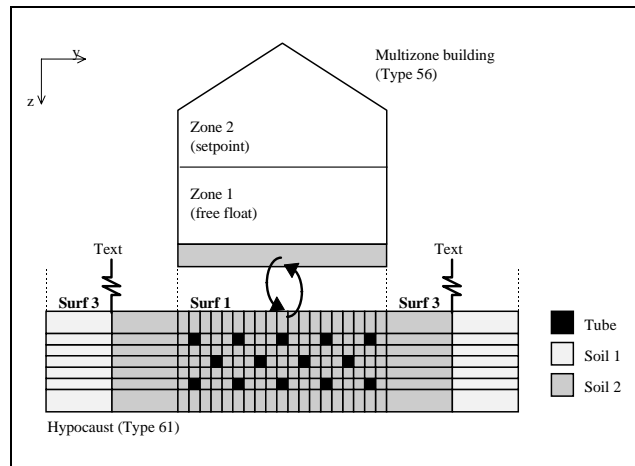 y
z
Multizone building
(Type 56)
Zone 2
(setpoint)
Zone 1
(free float)
Text
Text
Surf 3
Surf 1
Surf 3
Tube
Soil 1
Soil 2
Hypocaust (Type 61)